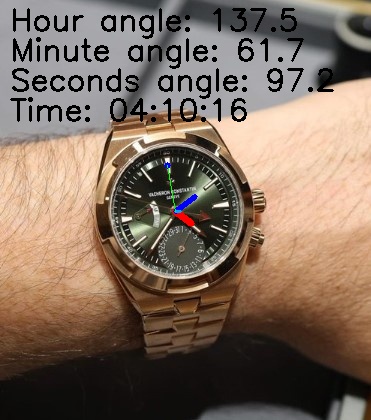 Hour angle: 137.5
Minute angle: 61.7
Seconds angle: 97.2
Time: 04:10:16
VACHERON CONSTANTIN
GENEVE